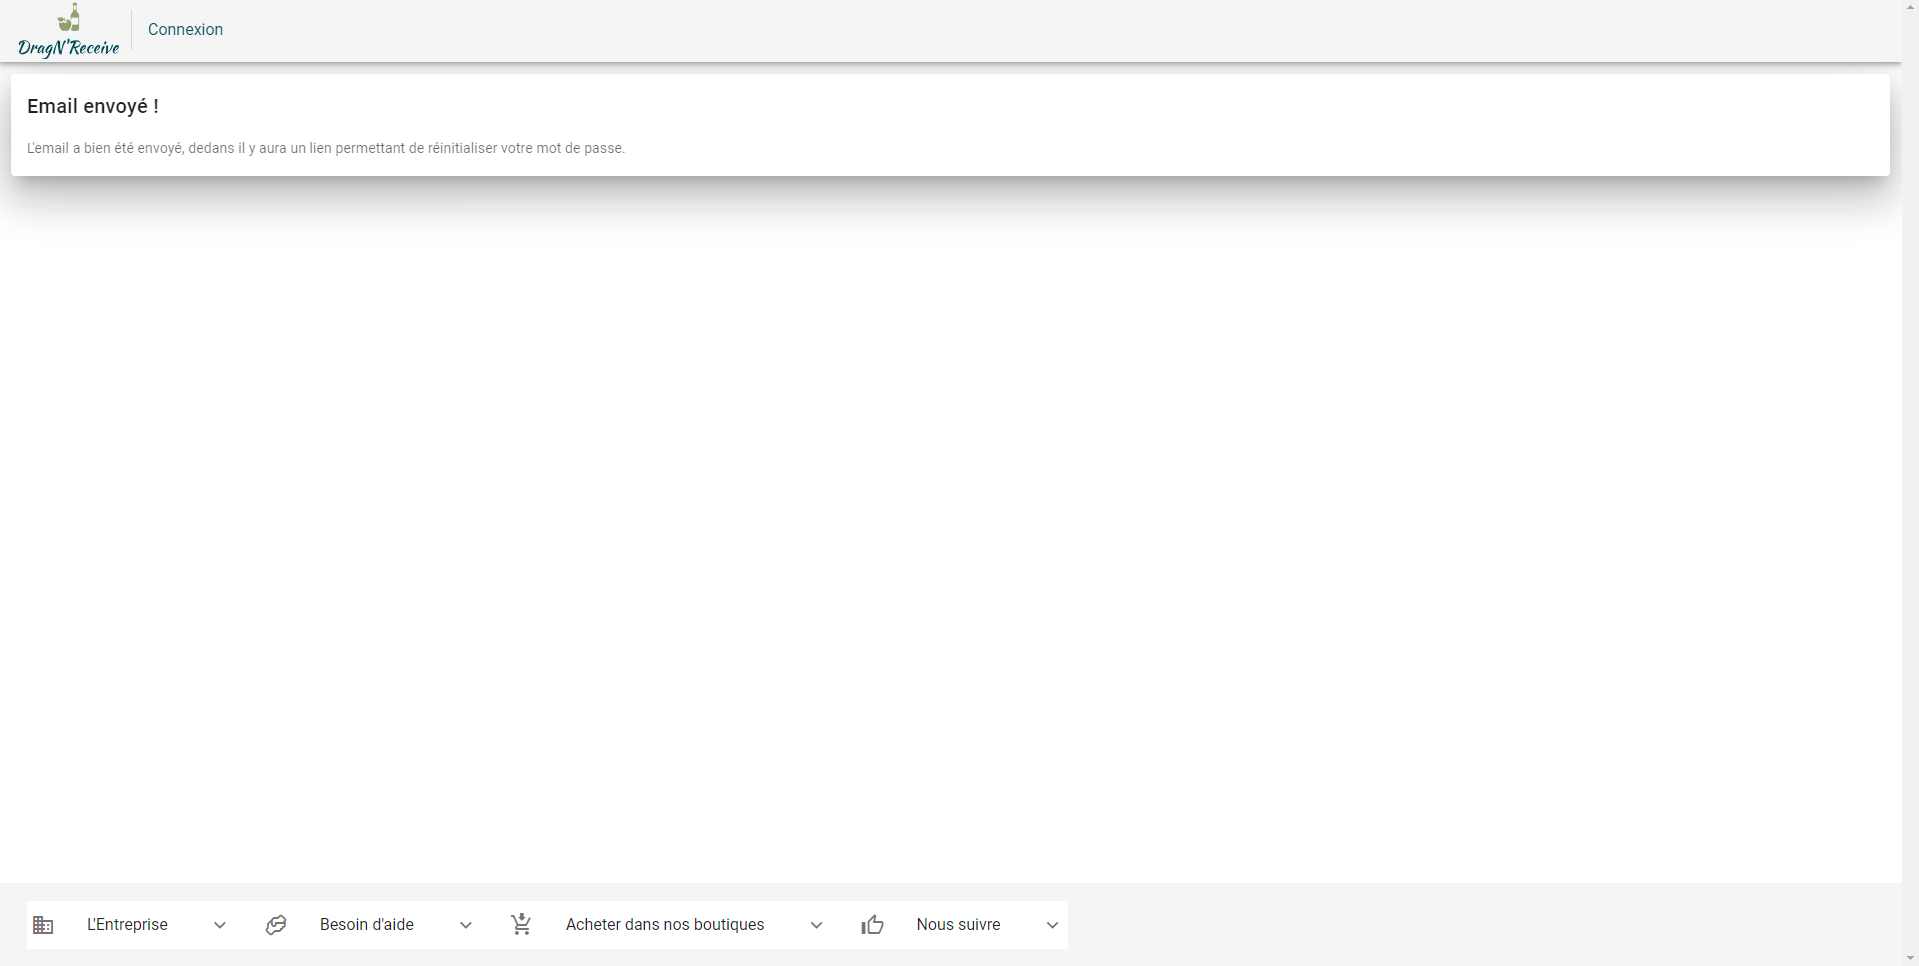 DragN'Receive
Connexion
Email envoyé !
L'email a bien été envoyé, dedans il y aura un lien permettant de réinitialiser votre mot de passe.
L'Entreprise
Besoin d'aide
Acheter dans nos boutiques
Nous suivre